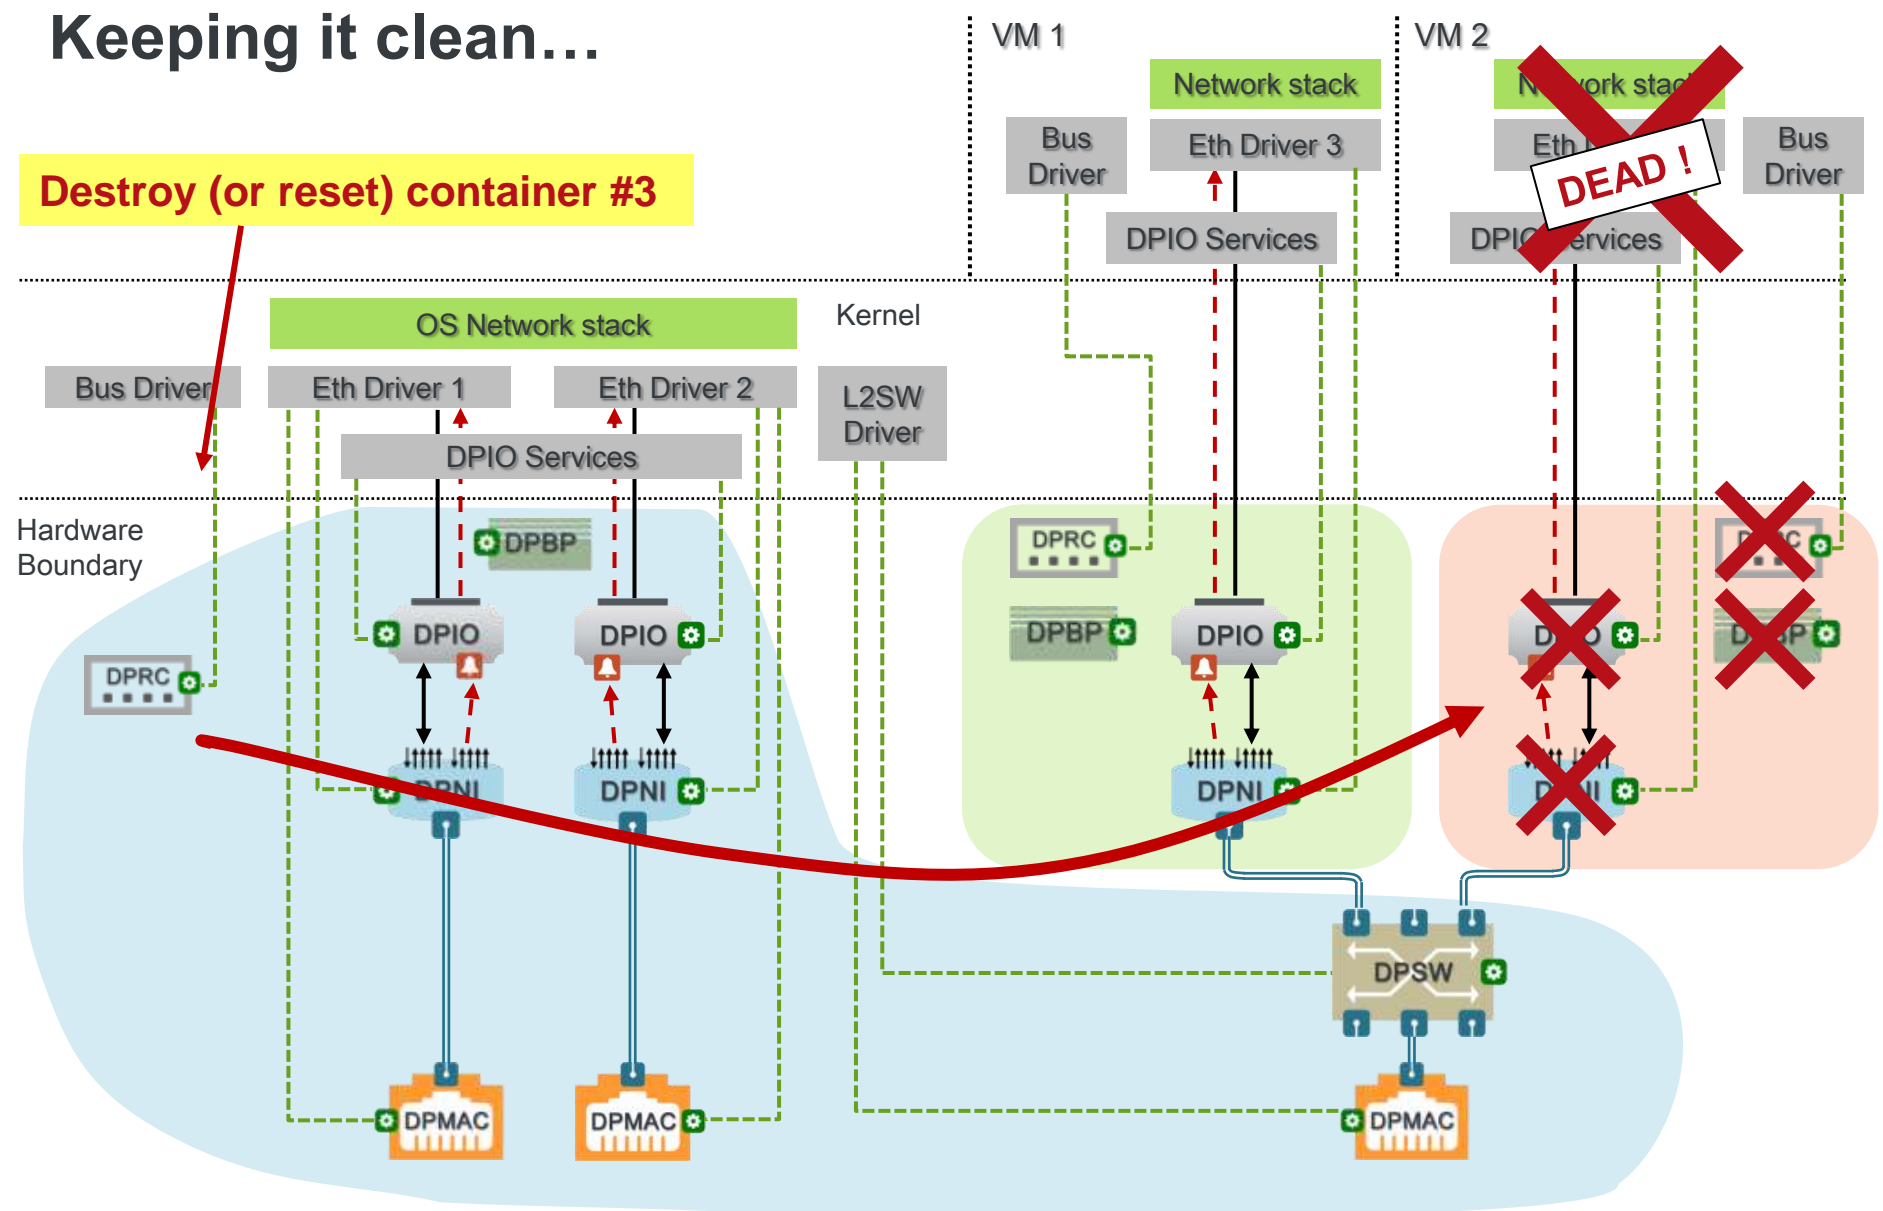 Keeping it clean…
VM 1
VM 2
Network stack
Bus
Driver
Eth Driver 3
DPIO Services
DEAD !
Bus
Driver
Destroy (or reset) container #3
OS Network stack
Kernel
Bus Driver
Eth Driver 1
Eth Driver 2
L2SW
Driver
DPIO Services
Hardware
Boundary
DPBP
DPRC
DPIO
DPIO
DPRC
DPBP
DPIO
DPNI
DPNI
DPNI
DPSW
DPMAC
DPMAC
DPMAC